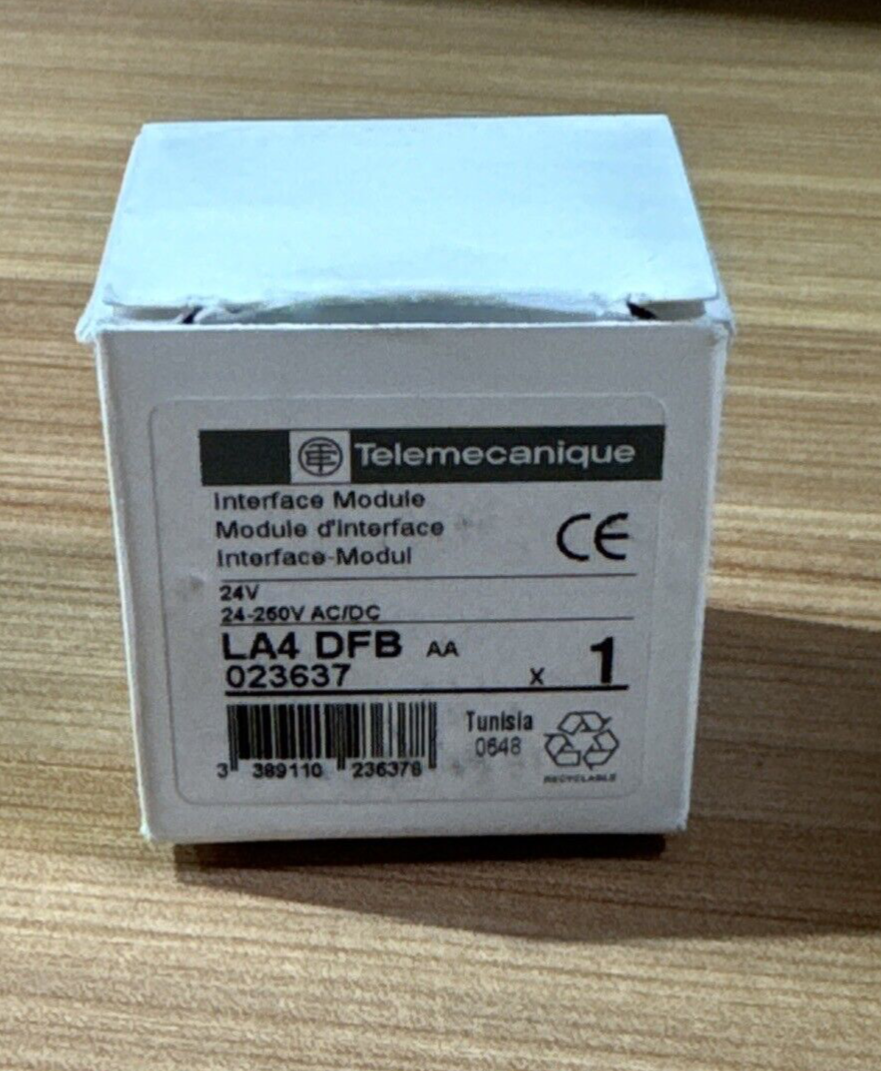 Telemecanique
Interface Module
Module d'interface
Interface-Modul
CE
24V
24-250V AC/DC
LA4 DFB AA
023637 x 1
Tunisia
0648
3 389110 236378
RECYCLABLE